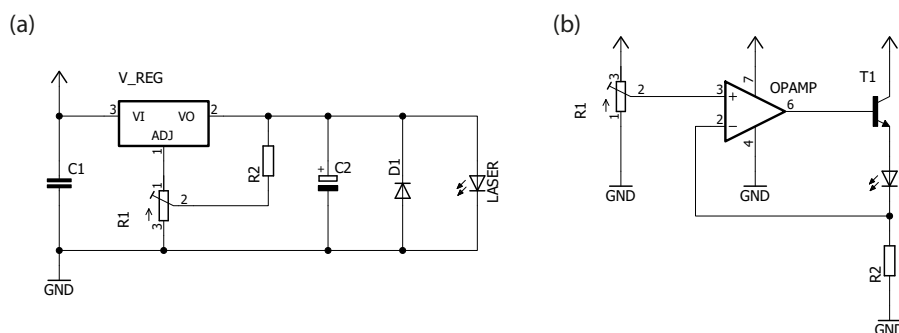 (a)
V_REG
3
VI
VO
2
ADJ
1
C1
1
2
R1
3
R2
+
C2
D1
LASER
GND
(b)
3
2
R1
1
GND
3
+
2
−
7
OPAMP
6
4
GND
T1
R2
GND